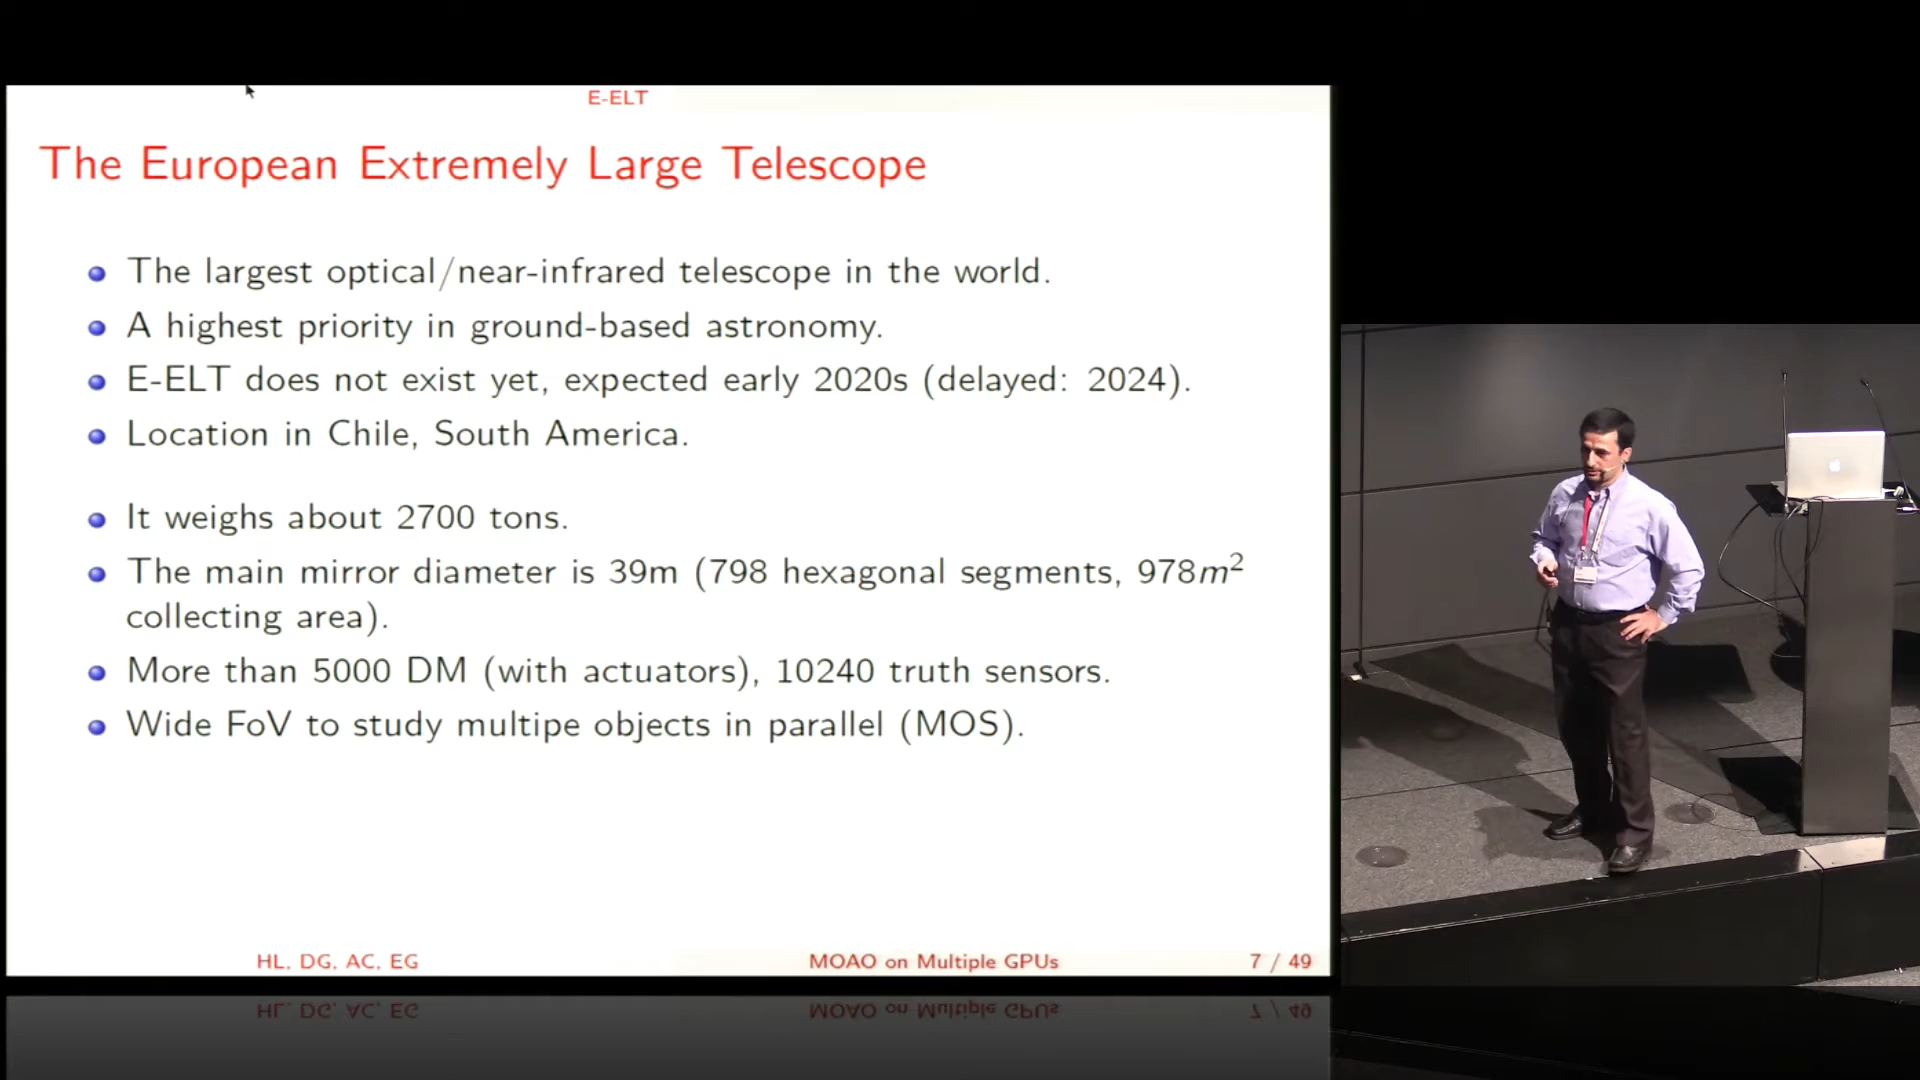 E-ELT
The European Extremely Large Telescope
The largest optical/near-infrared telescope in the world.
A highest priority in ground-based astronomy.
E-ELT does not exist yet, expected early 2020s (delayed: 2024).
Location in Chile, South America.
It weighs about 2700 tons.
The main mirror diameter is 39m (798 hexagonal segments, 978m²
collecting area).
More than 5000 DM (with actuators), 10240 truth sensors.
Wide FoV to study multipe objects in parallel (MOS).
HL, DG, AC, EG MOAO on Multiple GPUs 7 / 49